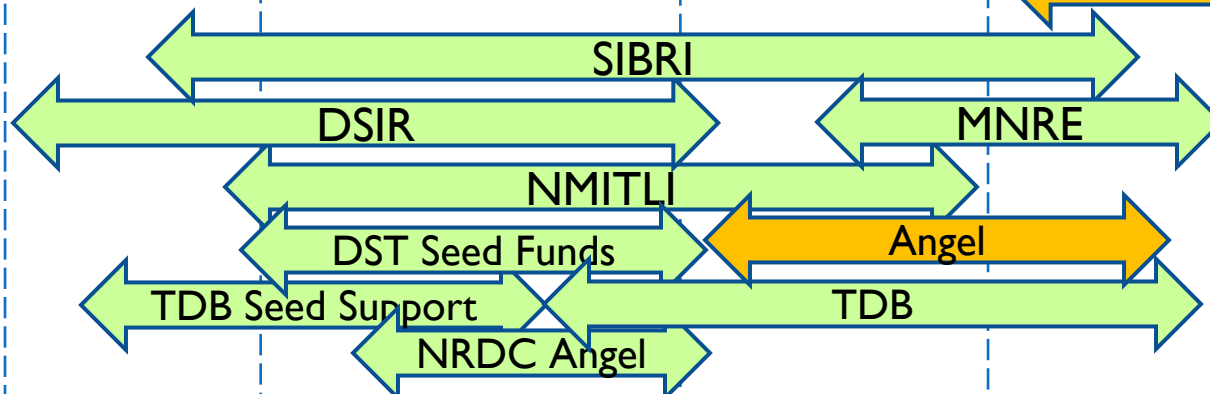 SIBRI
DSIR
MNRE
NMITLI
DST Seed Funds
Angel
TDB Seed Support
TDB
NRDC Angel